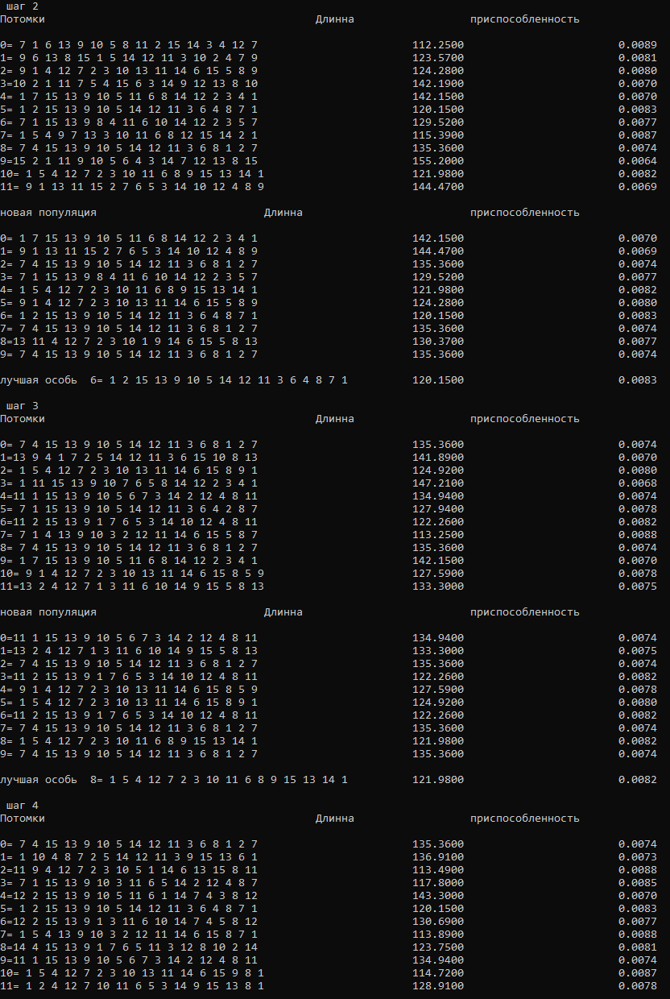 шаг 2
Потомки Длинна приспособленность
0= 7 1 6 13 9 10 5 8 11 2 15 14 3 4 12 7 112.2500 0.0089
1= 9 6 13 8 15 1 5 14 12 11 3 10 2 4 7 9 123.5700 0.0081
2= 9 1 4 12 7 2 3 10 13 11 14 6 15 5 8 9 124.2800 0.0080
3=10 2 1 11 7 5 4 15 6 3 14 9 12 13 8 10 142.1900 0.0070
4= 1 7 15 13 9 10 5 11 6 8 14 12 2 3 4 1 142.1500 0.0070
5= 1 2 15 13 9 10 5 14 12 11 3 6 4 8 7 1 120.1500 0.0083
6= 7 1 15 13 9 8 4 11 6 10 14 12 2 3 5 7 129.5200 0.0077
7= 1 5 4 9 7 13 3 10 11 6 8 12 15 14 2 1 115.3900 0.0087
8= 7 4 15 13 9 10 5 14 12 11 3 6 8 1 2 7 135.3600 0.0074
9=15 2 1 11 9 10 5 6 4 3 14 7 12 13 8 15 155.2000 0.0064
10= 1 5 4 12 7 2 3 10 11 6 8 9 15 13 14 1 121.9800 0.0082
11= 9 1 13 11 15 2 7 6 5 3 14 10 12 4 8 9 144.4700 0.0069
новая популяция Длинна приспособленность
0= 1 7 15 13 9 10 5 11 6 8 14 12 2 3 4 1 142.1500 0.0070
1= 9 1 13 11 15 2 7 6 5 3 14 10 12 4 8 9 144.4700 0.0069
2= 7 4 15 13 9 10 5 14 12 11 3 6 8 1 2 7 135.3600 0.0074
3= 7 1 15 13 9 8 4 11 6 10 14 12 2 3 5 7 129.5200 0.0077
4= 1 5 4 12 7 2 3 10 11 6 8 9 15 13 14 1 121.9800 0.0082
5= 9 1 4 12 7 2 3 10 13 11 14 6 15 5 8 9 124.2800 0.0080
6= 1 2 15 13 9 10 5 14 12 11 3 6 4 8 7 1 120.1500 0.0083
7= 7 4 15 13 9 10 5 14 12 11 3 6 8 1 2 7 135.3600 0.0074
8=13 11 4 12 7 2 3 10 1 9 14 6 15 5 8 13 130.3700 0.0077
9= 7 4 15 13 9 10 5 14 12 11 3 6 8 1 2 7 135.3600 0.0074
лучшая особь 6= 1 2 15 13 9 10 5 14 12 11 3 6 4 8 7 1 120.1500 0.0083
шаг 3
Потомки Длинна приспособленность
0= 7 4 15 13 9 10 5 14 12 11 3 6 8 1 2 7 135.3600 0.0074
1=13 9 4 1 7 2 5 14 12 11 3 6 15 10 8 13 141.8900 0.0070
2= 1 5 4 12 7 2 3 10 13 11 14 6 15 8 9 1 124.9200 0.0080
3= 1 11 15 13 9 10 7 6 5 8 14 12 2 3 4 1 147.2100 0.0068
4=11 1 15 13 9 10 5 6 7 3 14 2 12 4 8 11 134.9400 0.0074
5= 7 1 15 13 9 10 5 14 12 11 3 6 4 2 8 7 127.9400 0.0078
6=11 2 15 13 9 1 7 6 5 3 14 10 12 4 8 11 122.2600 0.0082
7= 7 1 4 13 9 10 3 2 12 11 14 6 15 5 8 7 113.2500 0.0088
8= 7 4 15 13 9 10 5 14 12 11 3 6 8 1 2 7 135.3600 0.0074
9= 1 7 15 13 9 10 5 11 6 8 14 12 2 3 4 1 142.1500 0.0070
10= 9 1 4 12 7 2 3 10 13 11 14 6 15 8 5 9 127.5900 0.0078
11=13 2 4 12 7 1 3 11 6 10 14 9 15 5 8 13 133.3000 0.0075
новая популяция Длинна приспособленность
0=11 1 15 13 9 10 5 6 7 3 14 2 12 4 8 11 134.9400 0.0074
1=13 2 4 12 7 1 3 11 6 10 14 9 15 5 8 13 133.3000 0.0075
2= 7 4 15 13 9 10 5 14 12 11 3 6 8 1 2 7 135.3600 0.0074
3=11 2 15 13 9 1 7 6 5 3 14 10 12 4 8 11 122.2600 0.0082
4= 9 1 4 12 7 2 3 10 13 11 14 6 15 8 5 9 127.5900 0.0078
5= 1 5 4 12 7 2 3 10 13 11 14 6 15 8 9 1 124.9200 0.0080
6=11 2 15 13 9 1 7 6 5 3 14 10 12 4 8 11 122.2600 0.0082
7= 7 4 15 13 9 10 5 14 12 11 3 6 8 1 2 7 135.3600 0.0074
8= 1 5 4 12 7 2 3 10 11 6 8 9 15 13 14 1 121.9800 0.0082
9= 7 4 15 13 9 10 5 14 12 11 3 6 8 1 2 7 135.3600 0.0074
лучшая особь 8= 1 5 4 12 7 2 3 10 11 6 8 9 15 13 14 1 121.9800 0.0082
шаг 4
Потомки Длинна приспособленность
0= 7 4 15 13 9 10 5 14 12 11 3 6 8 1 2 7 135.3600 0.0074
1= 1 10 4 8 7 2 5 14 12 11 3 9 15 13 6 1 136.9100 0.0073
2=11 9 4 12 7 2 3 10 5 1 14 6 13 15 8 11 113.4900 0.0088
3= 7 1 15 13 9 10 3 11 6 5 14 2 12 4 8 7 117.8000 0.0085
4=12 2 15 13 9 10 5 11 6 1 14 7 4 3 8 12 143.3000 0.0070
5= 1 2 15 13 9 10 5 14 12 11 3 6 4 8 7 1 120.1500 0.0083
6=12 2 15 13 9 1 3 11 6 10 14 7 4 5 8 12 130.6900 0.0077
7= 1 5 4 13 9 10 3 2 12 11 14 6 15 8 7 1 113.8900 0.0088
8=14 4 15 13 9 1 7 6 5 11 3 12 8 10 2 14 123.7500 0.0081
9=11 1 15 13 9 10 5 6 7 3 14 2 12 4 8 11 134.9400 0.0074
10= 1 5 4 12 7 2 3 10 13 11 14 6 15 9 8 1 114.7200 0.0087
11= 1 2 4 12 7 10 11 6 5 3 14 9 15 13 8 1 128.9100 0.0078